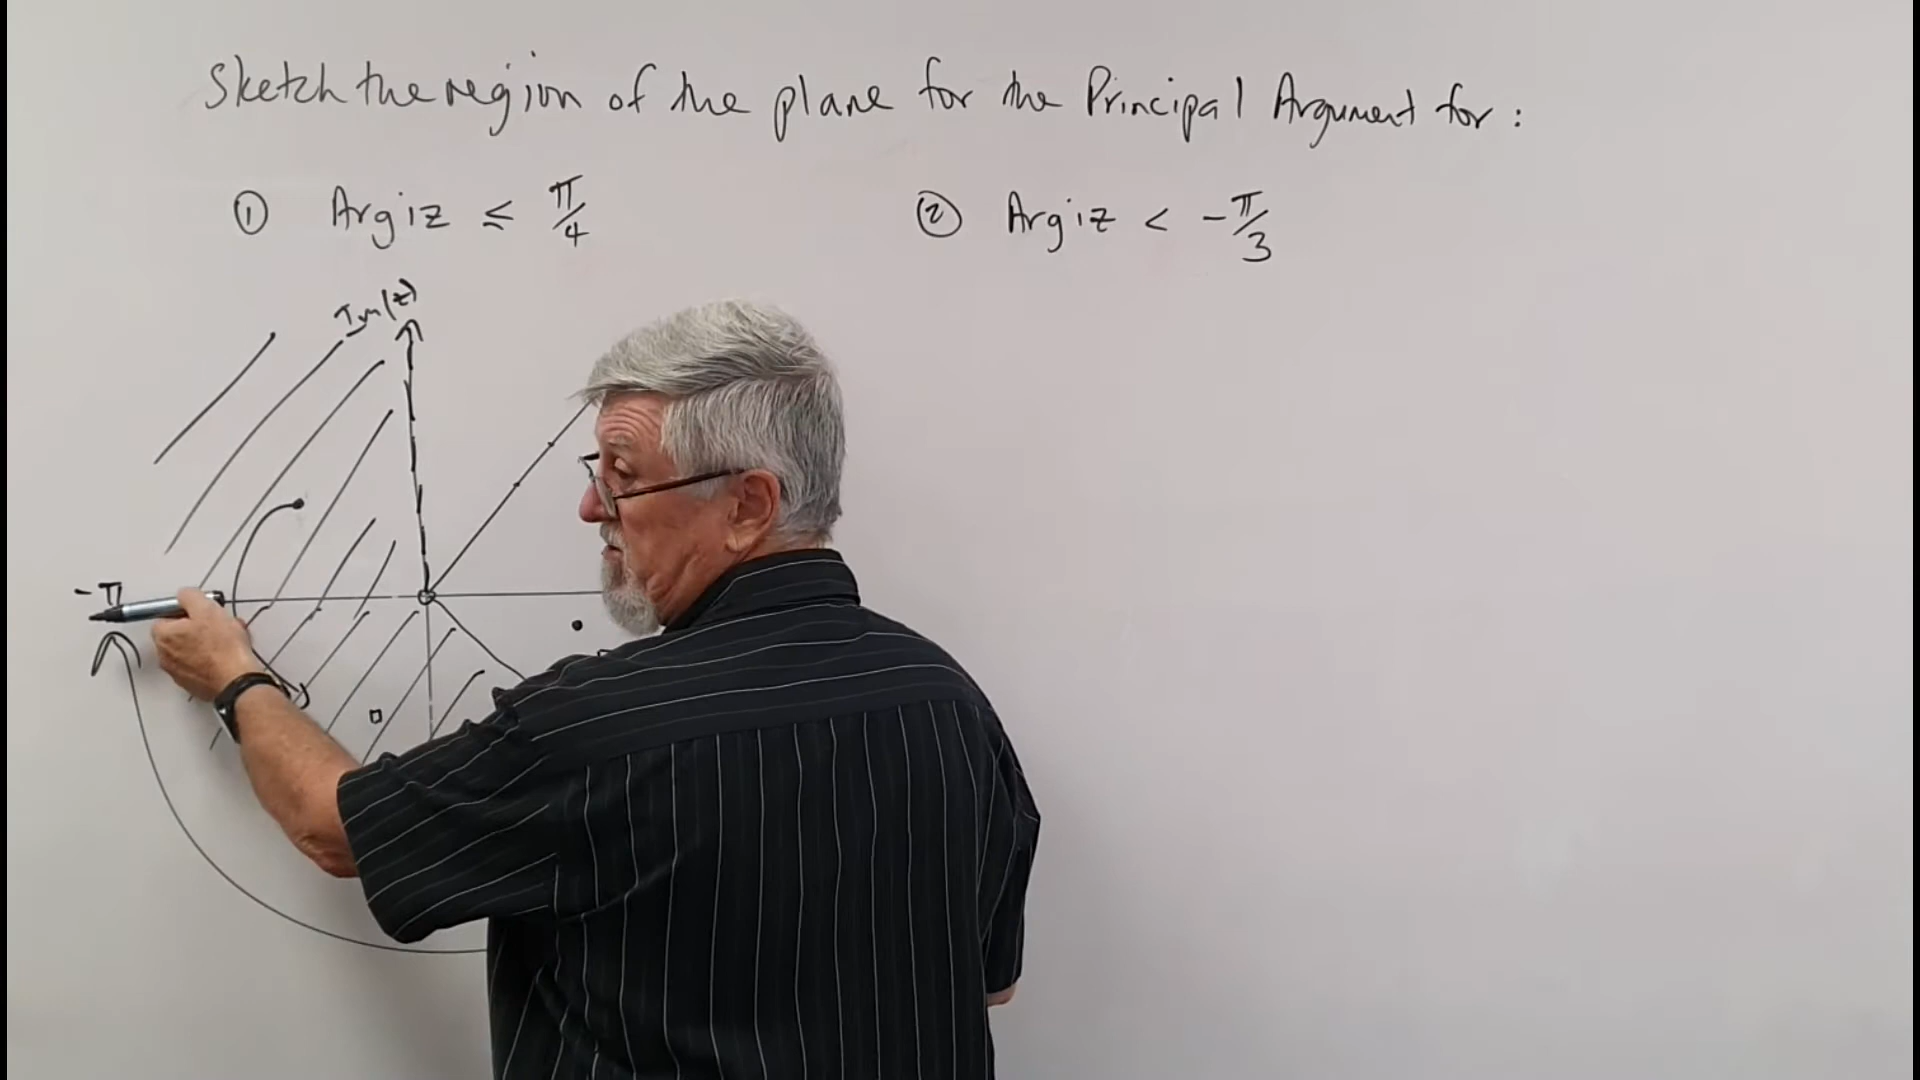 Sketch the region of the plane for the Principal Argument for:
① Arg iz ≤ π/4
② Arg iz < -π/3
Im(z)
-π